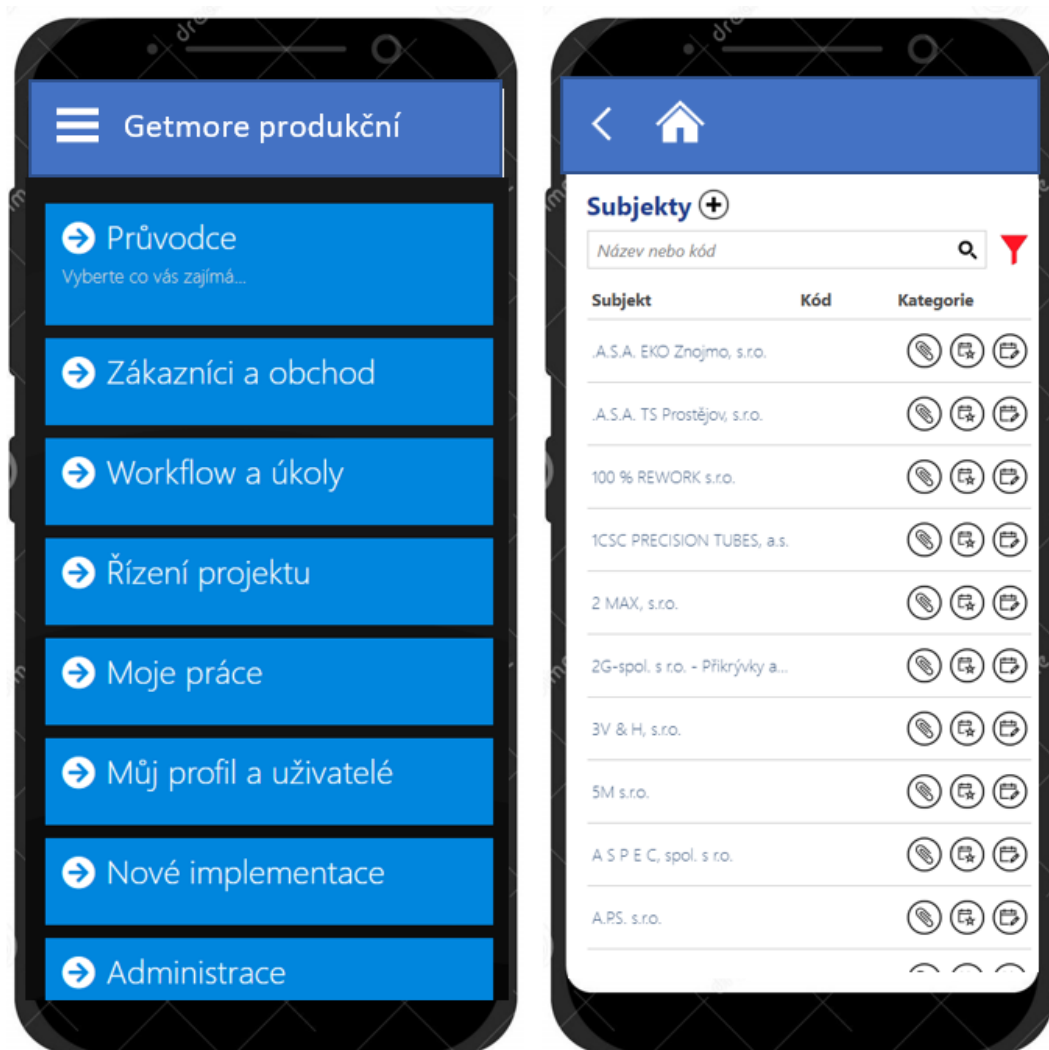 Getmore produkční
Průvodce
Vyberte co vás zajímá...
Zákazníci a obchod
Workflow a úkoly
Řízení projektu
Moje práce
Můj profil a uživatelé
Nové implementace
Administrace
Subjekty
Název nebo kód
Subjekt Kód Kategorie
.A.S.A. EKO Znojmo, s.r.o.
.A.S.A. TS Prostějov, s.r.o.
100 % REWORK s.r.o.
1CSC PRECISION TUBES, a.s.
2 MAX, s.r.o.
2G-spol. s r.o. - Přikrývky a...
3V & H, s.r.o.
5M s.r.o.
A S P E C, spol. s r.o.
A.P.S. s.r.o.